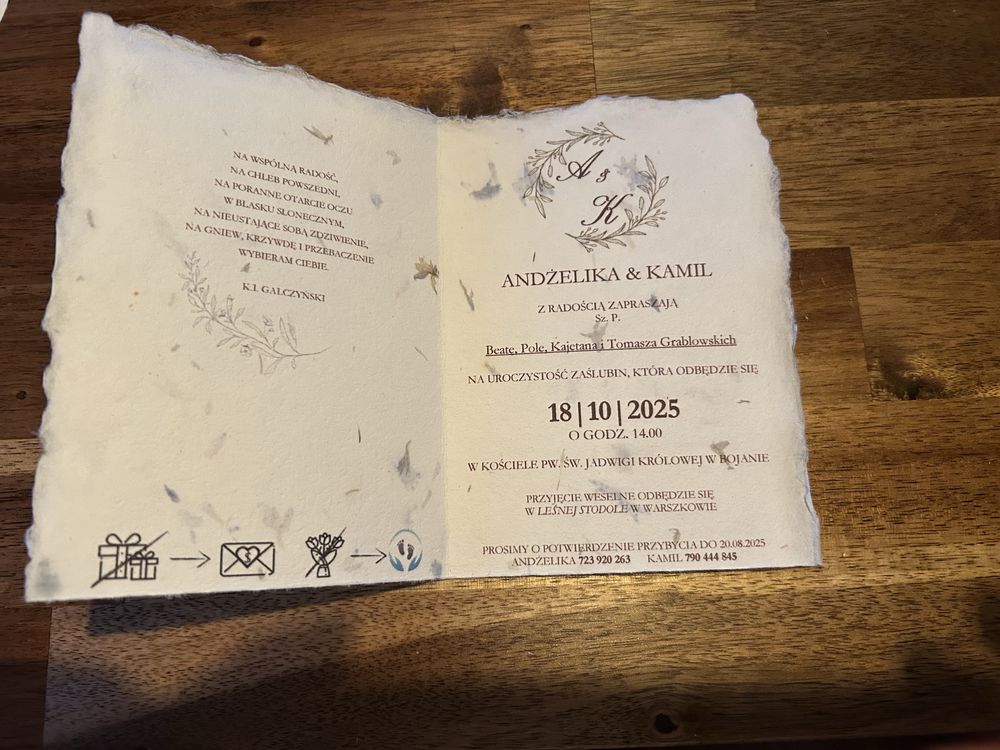 NA WSPÓLNĄ RADOŚĆ,
NA CHLEB POWSZEDNI,
NA PORANNE OTARCIE OCZU
W BLASKU SŁONECZNYM,
NA NIEUSTAJĄCE SOBĄ ZDZIWIENIE,
NA GNIEW, KRZYWDĘ I PRZEBACZENIE
WYBIERAM CIEBIE.
K.I. GAŁCZYŃSKI
A &
K
ANDŻELIKA & KAMIL
Z RADOŚCIĄ ZAPRASZAJĄ
Sz. P.
Beatę, Polę, Kajetana i Tomasza Grablowskich
NA UROCZYSTOŚĆ ZAŚLUBIN, KTÓRA ODBĘDZIE SIĘ
18|10|2025
O GODZ. 14.00
W KOŚCIELE PW. ŚW. JADWIGI KRÓLOWEJ W BOJANIE
PRZYJĘCIE WESELNE ODBĘDZIE SIĘ
W LEŚNEJ STODOLE W WARSZKOWIE
PROSIMY O POTWIERDZENIE PRZYBYCIA DO 20.08.2025
ANDŻELIKA 723 920 263 KAMIL 790 444 845